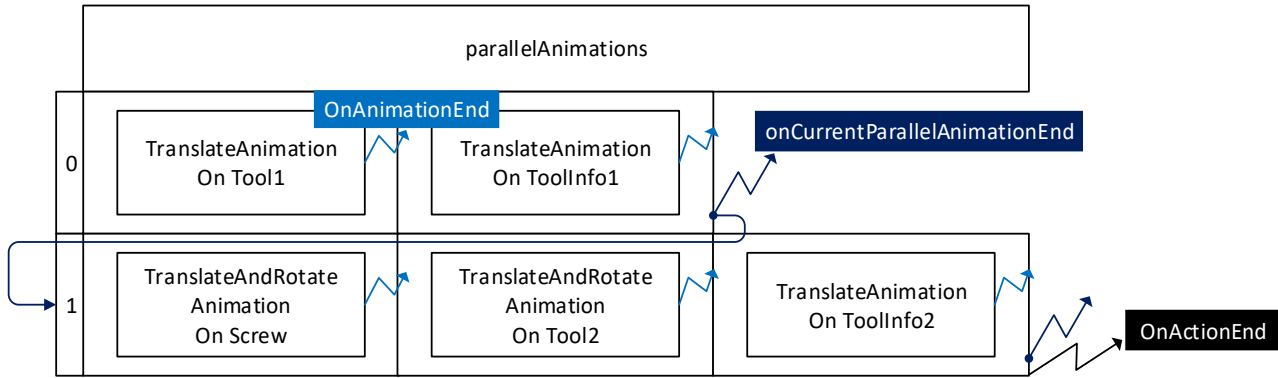 parallelAnimations
OnAnimationEnd
onCurrentParallelAnimationEnd
0
TranslateAnimation
On Tool1
TranslateAnimation
On ToolInfo1
1
TranslateAndRotate
Animation
On Screw
TranslateAndRotate
Animation
On Tool2
TranslateAnimation
On ToolInfo2
OnActionEnd